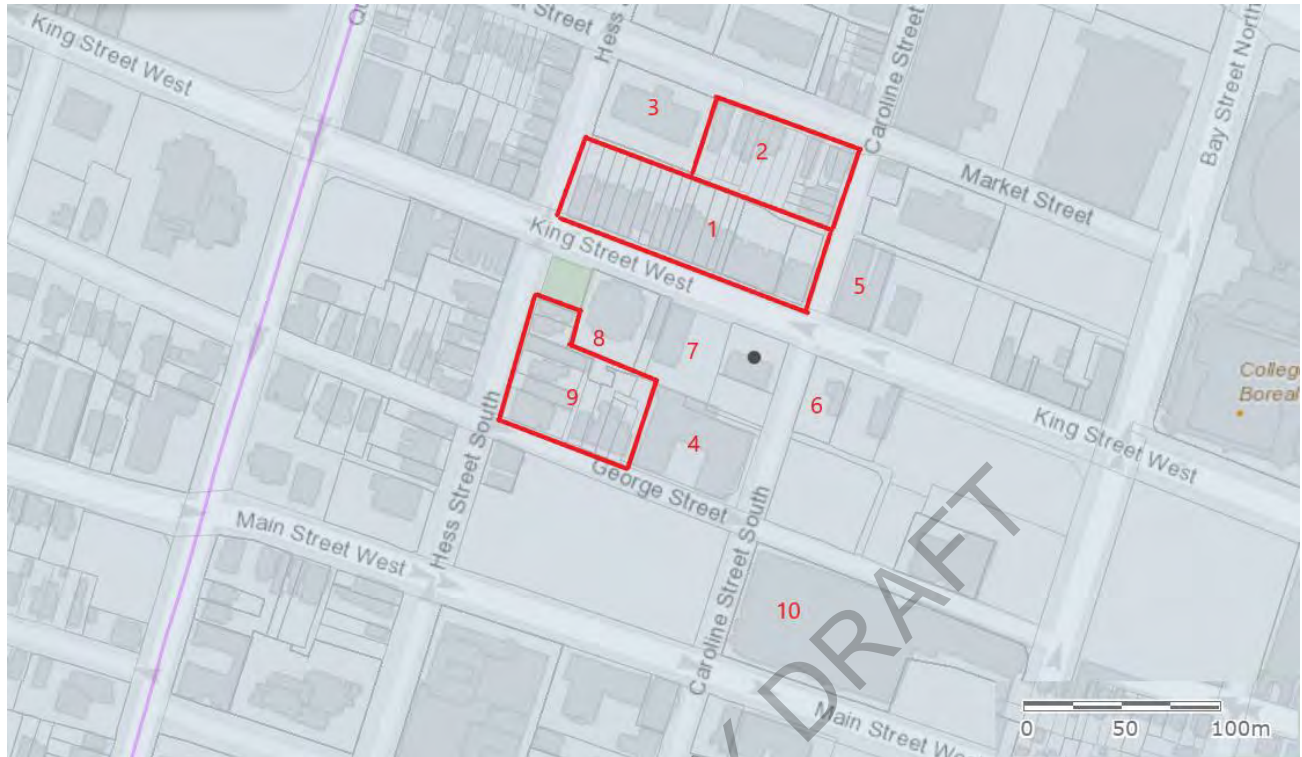 King Street West
Street
Hess
Caroline Street
Bay Street North
3
2
Market Street
1
King Street West
5
8
7
6
College
Boreal
9
4
King Street West
Hess Street South
George Street
Main Street West
Caroline Street South
10
DRAFT
Main Street We
0 50 100m